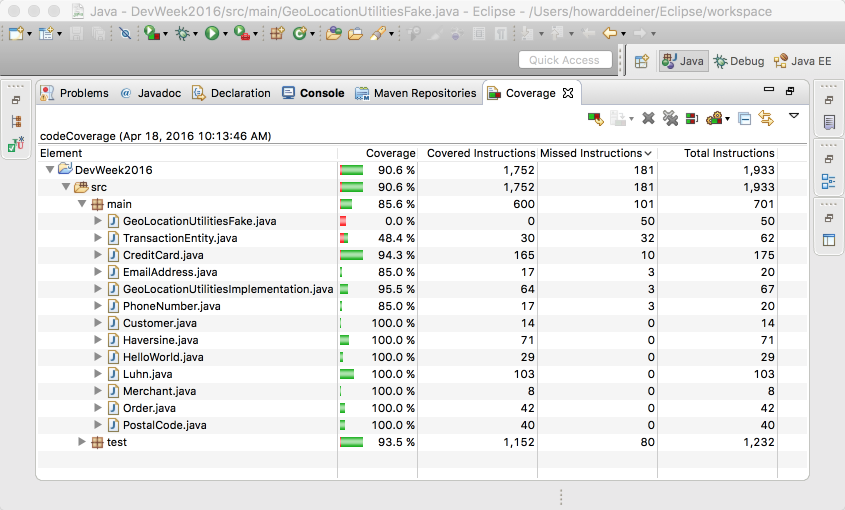 Java - DevWeek2016/src/main/GeoLocationUtilitiesFake.java - Eclipse - /Users/howarddeiner/Eclipse/workspace
Quick Access Java Debug Java EE
Problems @ Javadoc Declaration Console Maven Repositories Coverage
codeCoverage (Apr 18, 2016 10:13:46 AM)
Element Coverage Covered Instructions Missed Instructions Total Instructions
DevWeek2016 90.6 % 1,752 181 1,933
src 90.6 % 1,752 181 1,933
main 85.6 % 600 101 701
GeoLocationUtilitiesFake.java 0.0 % 0 50 50
TransactionEntity.java 48.4 % 30 32 62
CreditCard.java 94.3 % 165 10 175
EmailAddress.java 85.0 % 17 3 20
GeoLocationUtilitiesImplementation.java 95.5 % 64 3 67
PhoneNumber.java 85.0 % 17 3 20
Customer.java 100.0 % 14 0 14
Haversine.java 100.0 % 71 0 71
HelloWorld.java 100.0 % 29 0 29
Luhn.java 100.0 % 103 0 103
Merchant.java 100.0 % 8 0 8
Order.java 100.0 % 42 0 42
PostalCode.java 100.0 % 40 0 40
test 93.5 % 1,152 80 1,232